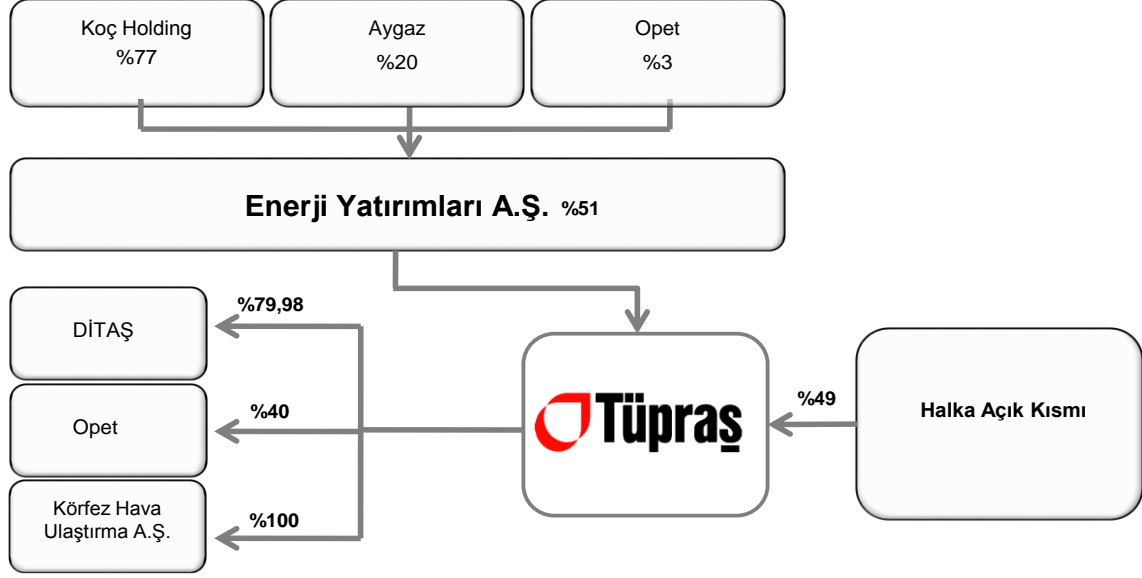 Koç Holding
%77
Aygaz
%20
Opet
%3
Enerji Yatırımları A.Ş. %51
DİTAŞ
%79,98
Opet
%40
Körfez Hava
Ulaştırma A.Ş.
%100
Tüpraş
%49
Halka Açık Kısmı